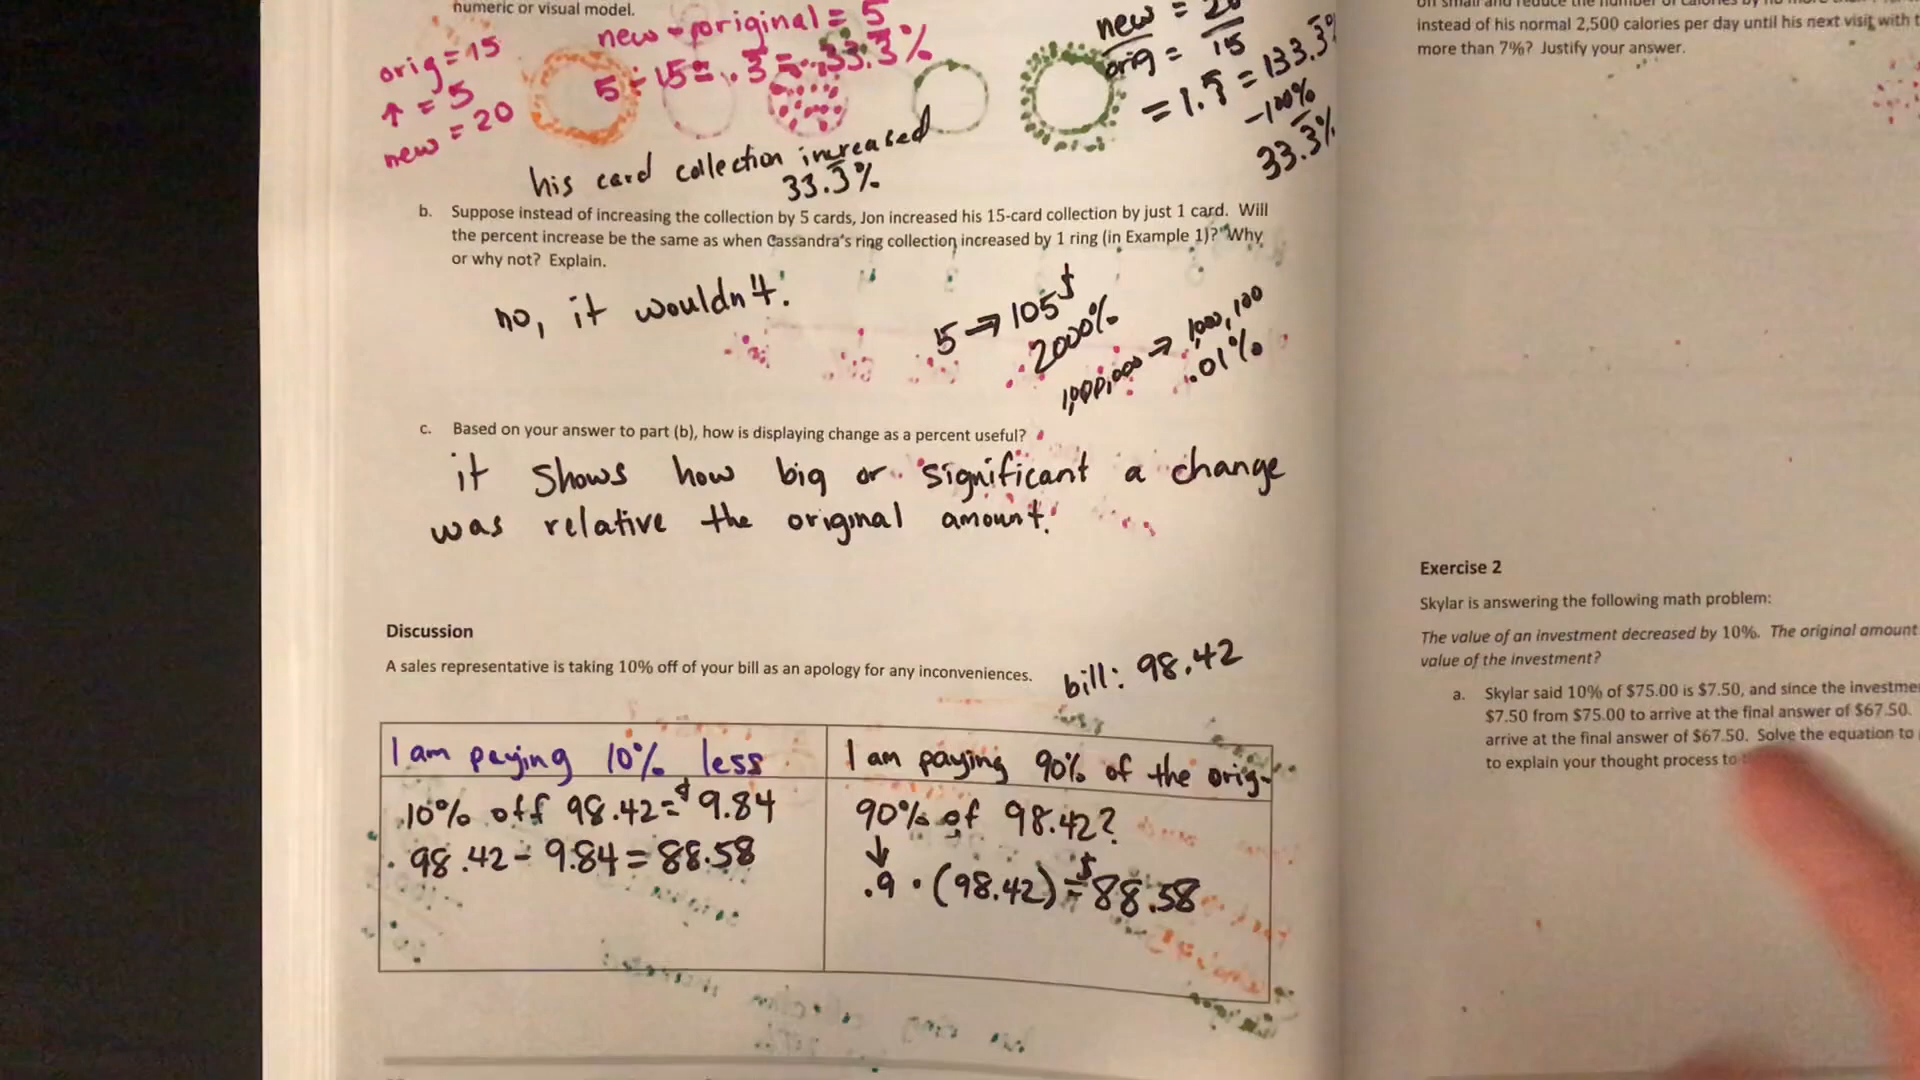 numeric or visual model.
orig = 15
↑ = 5
new = 20
new - original = 5
5 ÷ 15 = .3̄ = 33.3̄%
new =
orig = 15
= 1.3̄ = 133.3%
-100%
33.3%
his card collection increased
33.3̄%
b. Suppose instead of increasing the collection by 5 cards, Jon increased his 15-card collection by just 1 card. Will
the percent increase be the same as when Cassandra's ring collection increased by 1 ring (in Example 1)? Why
or why not? Explain.
no, it wouldn't.
5 → 105 $
2000%
1,000,000 → 1,000,100
.01%
c. Based on your answer to part (b), how is displaying change as a percent useful?
it shows how big or significant a change
was relative the original amount.
Discussion
A sales representative is taking 10% off of your bill as an apology for any inconveniences.
bill: 98.42
I am paying 10% less
10% off 98.42 = $9.84
98.42 - 9.84 = 88.58
I am paying 90% of the orig.
90% of 98.42?
↓
.9 · (98.42) = $88.58
instead of his normal 2,500 calories per day until his next visit with
more than 7%? Justify your answer.
Exercise 2
Skylar is answering the following math problem:
The value of an investment decreased by 10%. The original amount
value of the investment?
a. Skylar said 10% of $75.00 is $7.50, and since the
$7.50 from $75.00 to arrive at the final answer of $67.50.
arrive at the final answer of $67.50. Solve the equation to
to explain your thought process to